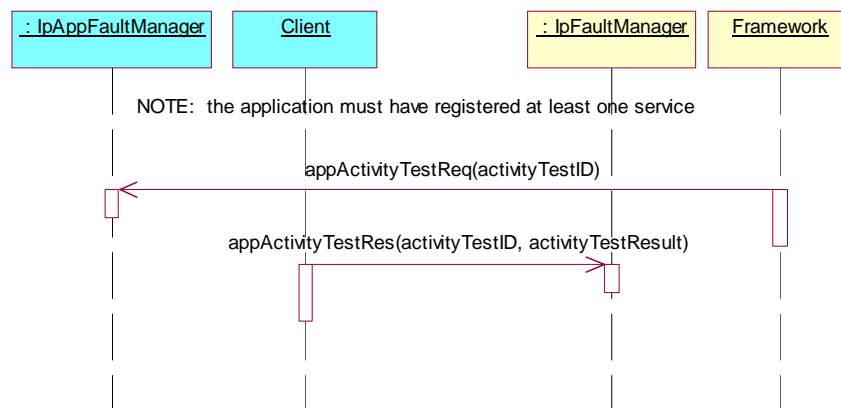 : IpAppFaultManager
Client
: IpFaultManager
Framework
NOTE: the application must have registered at least one service
appActivityTestReq(activityTestID)
appActivityTestRes(activityTestID, activityTestResult)